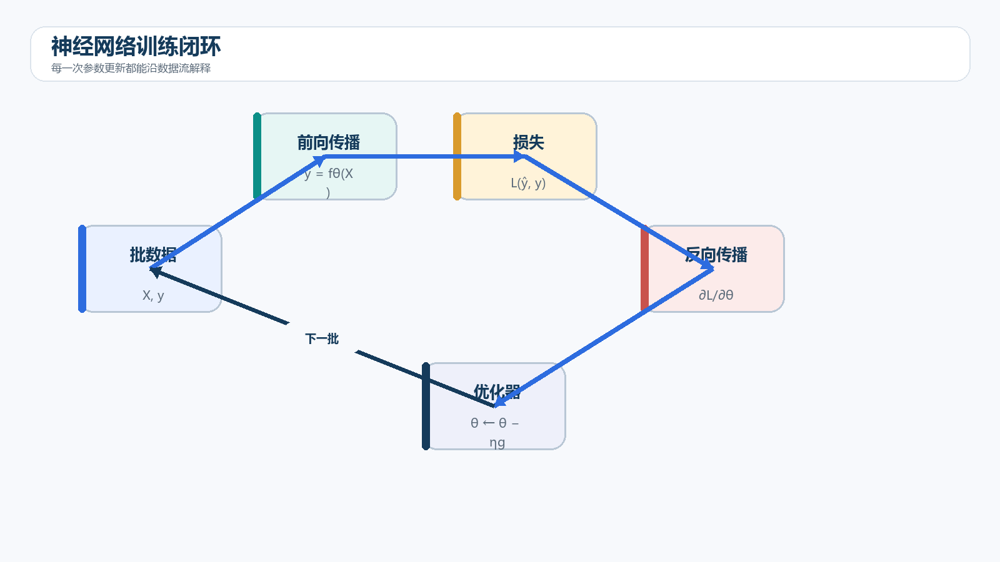 神经网络训练闭环
每一次参数更新都能沿数据流解释
前向传播
y = fθ(X
)
损失
L(ŷ, y)
批数据
X, y
反向传播
∂L/∂θ
下一批
优化器
θ ← θ −
ηg